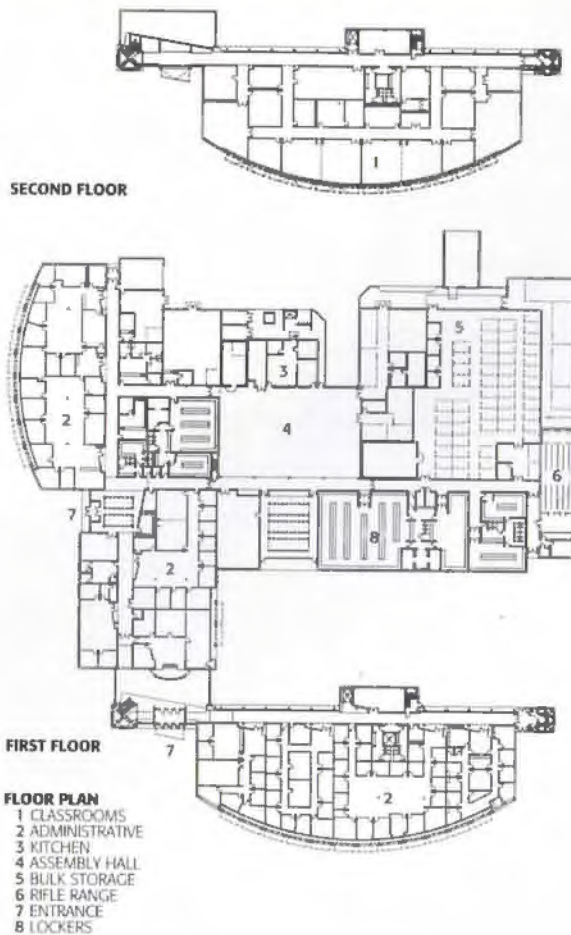 1
SECOND FLOOR
5
3
2
4
6
7
8
2
FIRST FLOOR
7
2
FLOOR PLAN
1 CLASSROOMS
2 ADMINISTRATIVE
3 KITCHEN
4 ASSEMBLY HALL
5 BULK STORAGE
6 RIFLE RANGE
7 ENTRANCE
8 LOCKERS